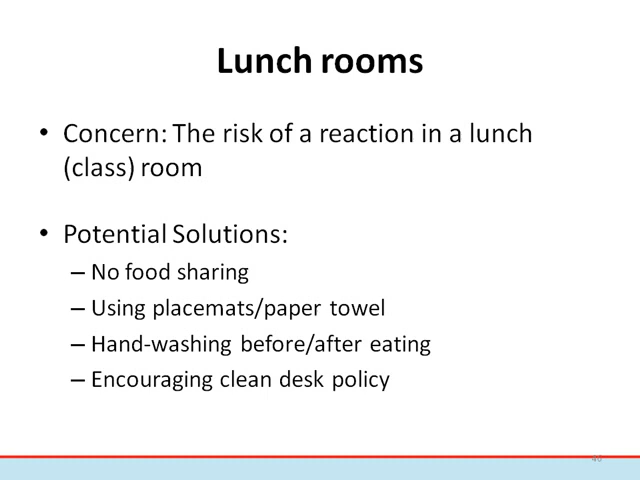 Lunch rooms
• Concern: The risk of a reaction in a lunch
(class) room
• Potential Solutions:
– No food sharing
– Using placemats/paper towel
– Hand-washing before/after eating
– Encouraging clean desk policy